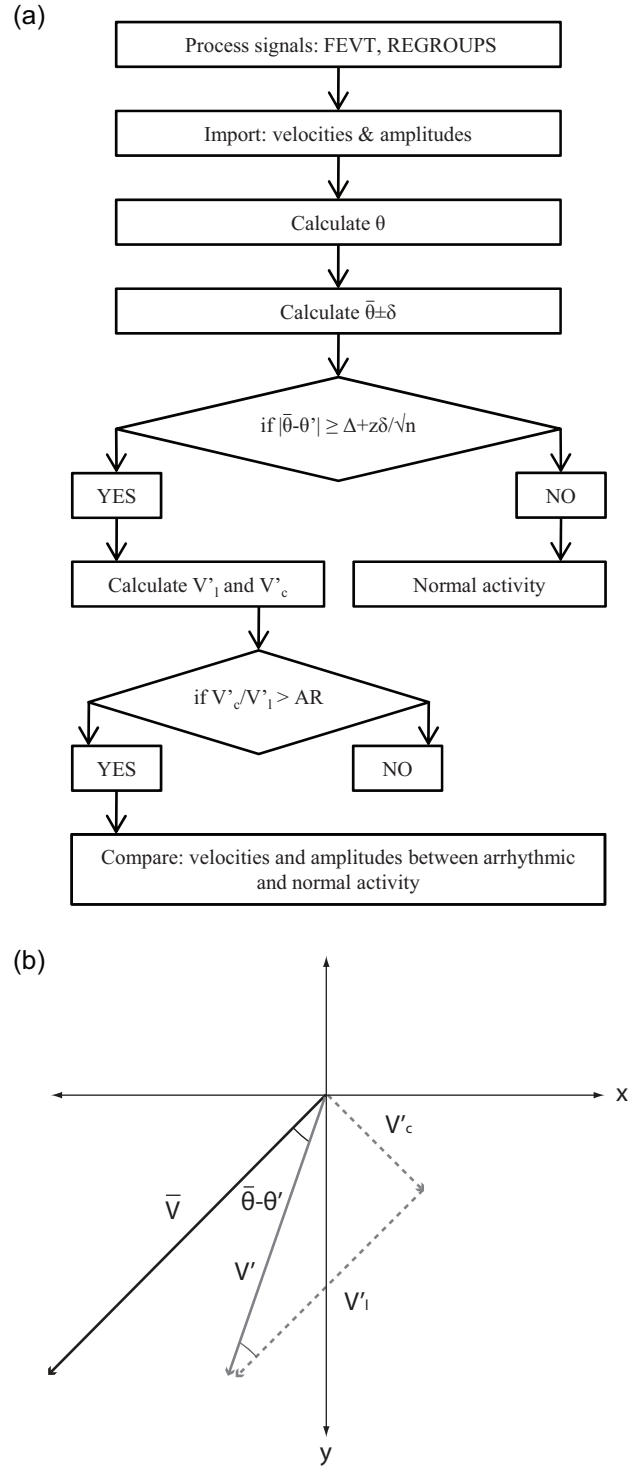 (a)
Process signals: FEVT, REGROUPS
Import: velocities & amplitudes
Calculate θ
Calculate θ̄±δ
if |θ̄-θ’| ≥ Δ+zδ/√n
YES
NO
Calculate V’l and V’c
Normal activity
if V’c/V’l > AR
YES
NO
Compare: velocities and amplitudes between arrhythmic
and normal activity
(b)
x
V’c
V̄
θ̄-θ’
V’
V’l
y